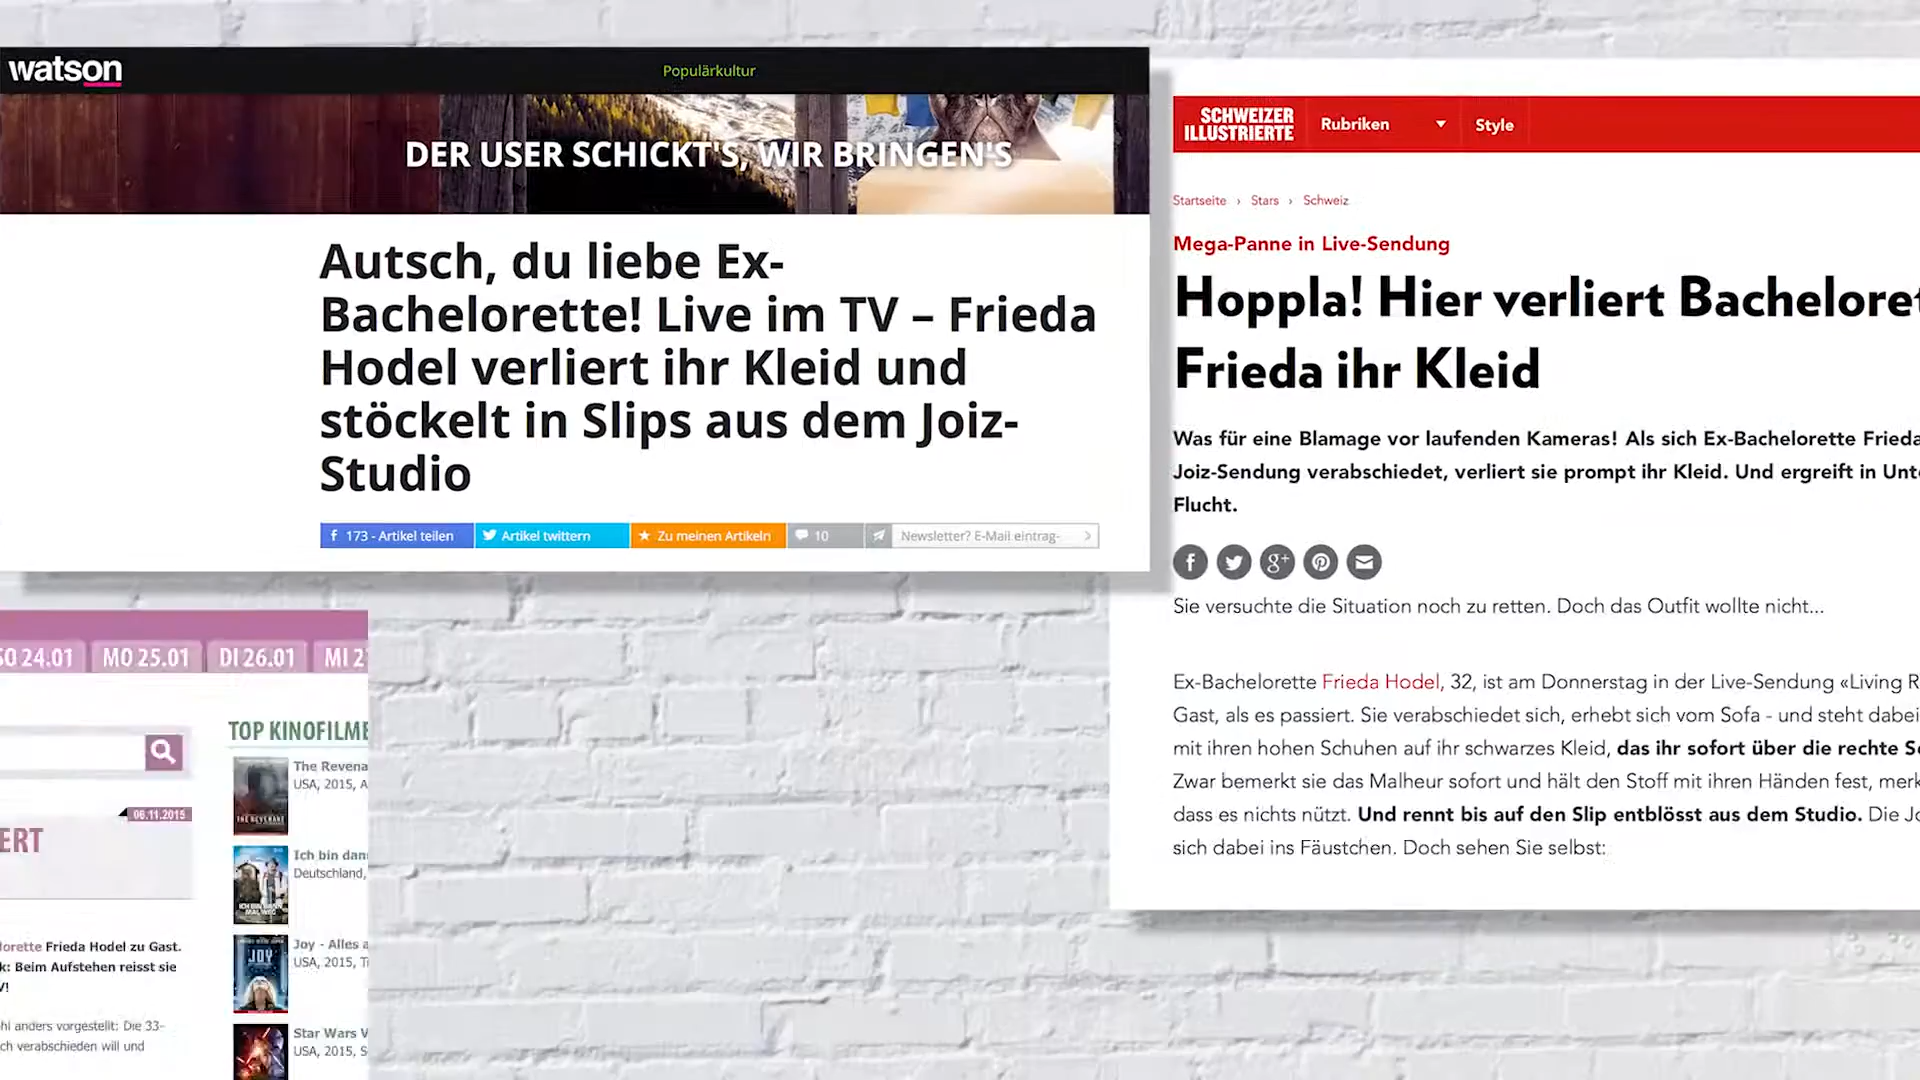 watson
Populärkultur
DER USER SCHICKT'S, WIR BRINGEN'S
Autsch, du liebe Ex-
Bachelorette! Live im TV – Frieda
Hodel verliert ihr Kleid und
stöckelt in Slips aus dem Joiz-
Studio
173 - Artikel teilen
Artikel twittern
Zu meinen Artikeln
10
Newsletter? E-Mail eintrag-
SCHWEIZER
ILLUSTRIERTE
Rubriken
Style
Startseite › Stars › Schweiz
Mega-Panne in Live-Sendung
Hoppla! Hier verliert Bacheloret
Frieda ihr Kleid
Was für eine Blamage vor laufenden Kameras! Als sich Ex-Bachelorette Frieda
Joiz-Sendung verabschiedet, verliert sie prompt ihr Kleid. Und ergreift in Unte
Flucht.
Sie versuchte die Situation noch zu retten. Doch das Outfit wollte nicht...
Ex-Bachelorette Frieda Hodel, 32, ist am Donnerstag in der Live-Sendung «Living R
Gast, als es passiert. Sie verabschiedet sich, erhebt sich vom Sofa - und steht dabei
mit ihren hohen Schuhen auf ihr schwarzes Kleid, das ihr sofort über die rechte Sc
Zwar bemerkt sie das Malheur sofort und hält den Stoff mit ihren Händen fest, merk
dass es nichts nützt. Und rennt bis auf den Slip entblösst aus dem Studio. Die Jo
sich dabei ins Fäustchen. Doch sehen Sie selbst:
SO 24.01
MO 25.01
DI 26.01
MI 2
TOP KINOFILME
The Revena
USA, 2015, A
THE REVENANT
06.11.2015
ERT
Ich bin dan
Deutschland,
Joy - Alles a
USA, 2015, T
JOY
lorette Frieda Hodel zu Gast.
k: Beim Aufstehen reisst sie
V!
Star Wars V
USA, 2015, S
hl anders vorgestellt: Die 33-
ch verabschieden will und